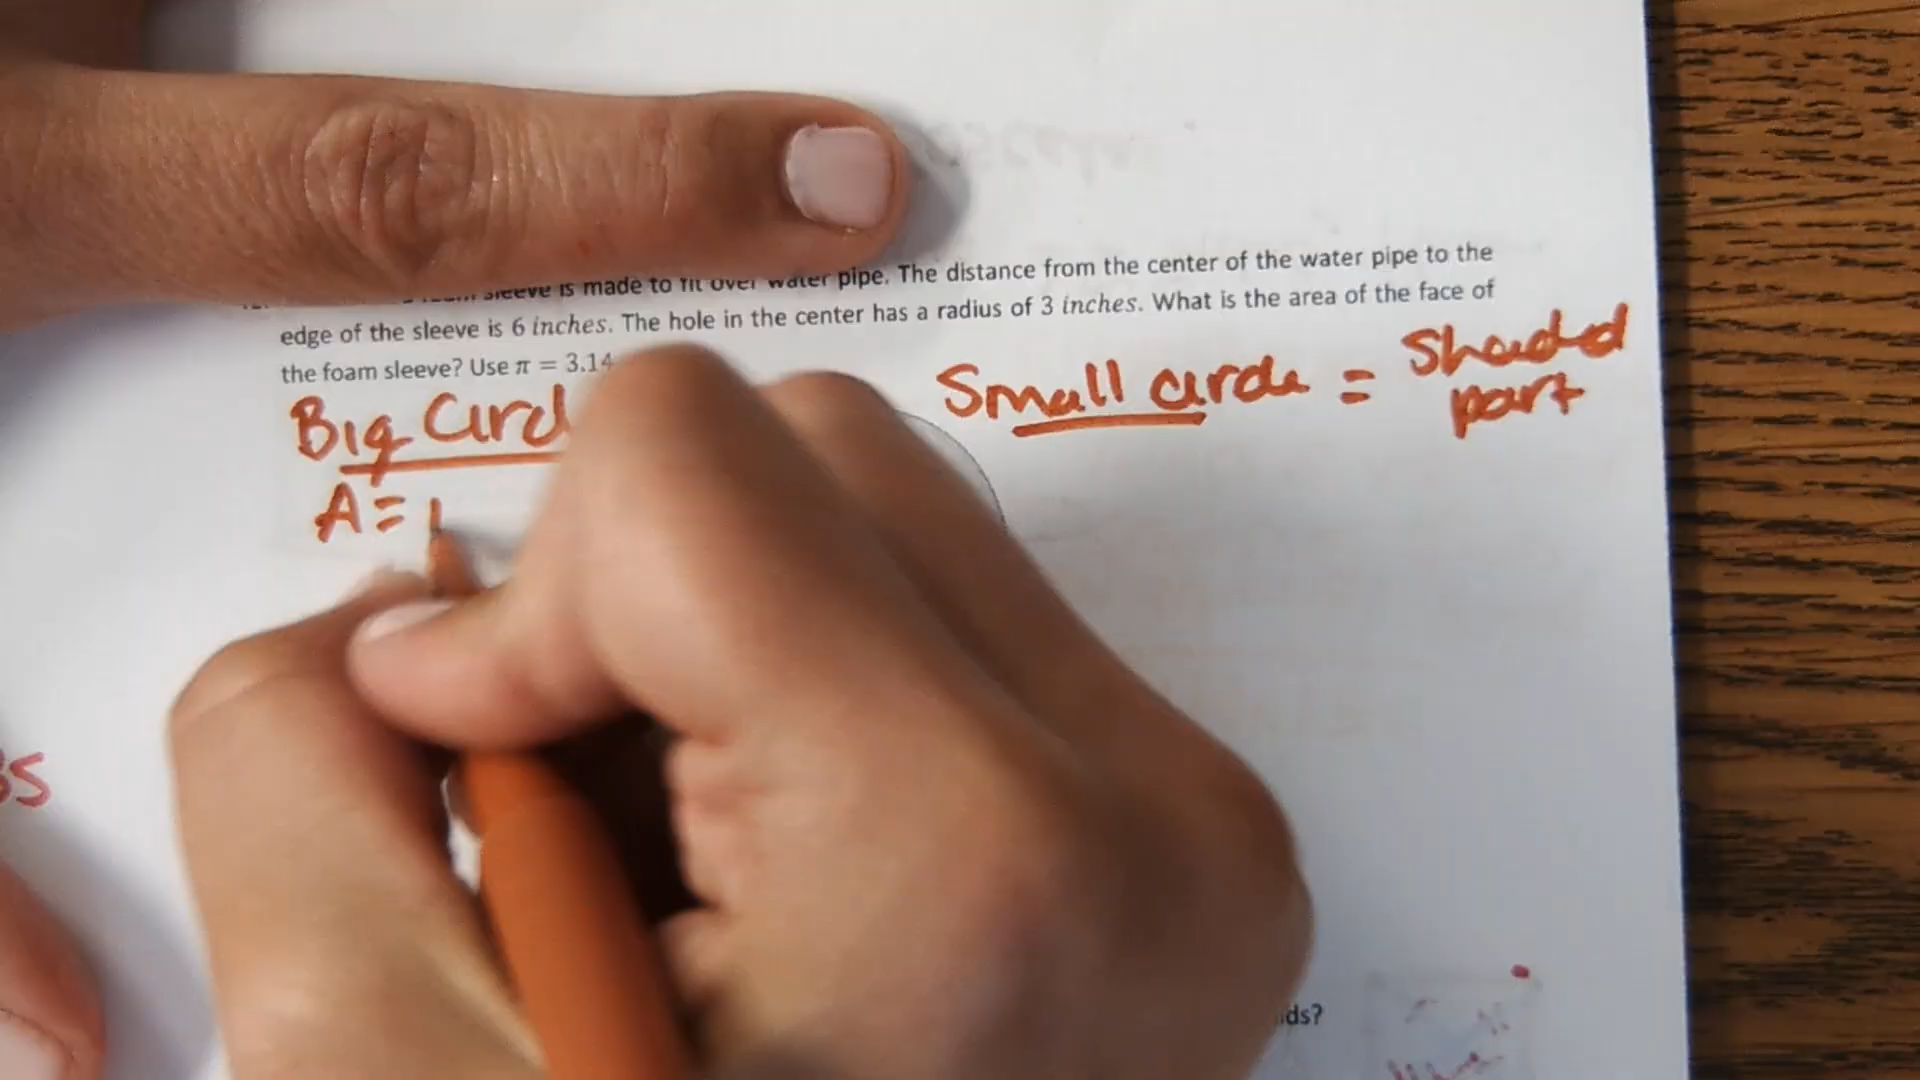 sleeve is made to fit over water pipe. The distance from the center of the water pipe to the
edge of the sleeve is 6 inches. The hole in the center has a radius of 3 inches. What is the area of the face of
the foam sleeve? Use π = 3.14
Big Circl
Small circle = Shaded
part
A =